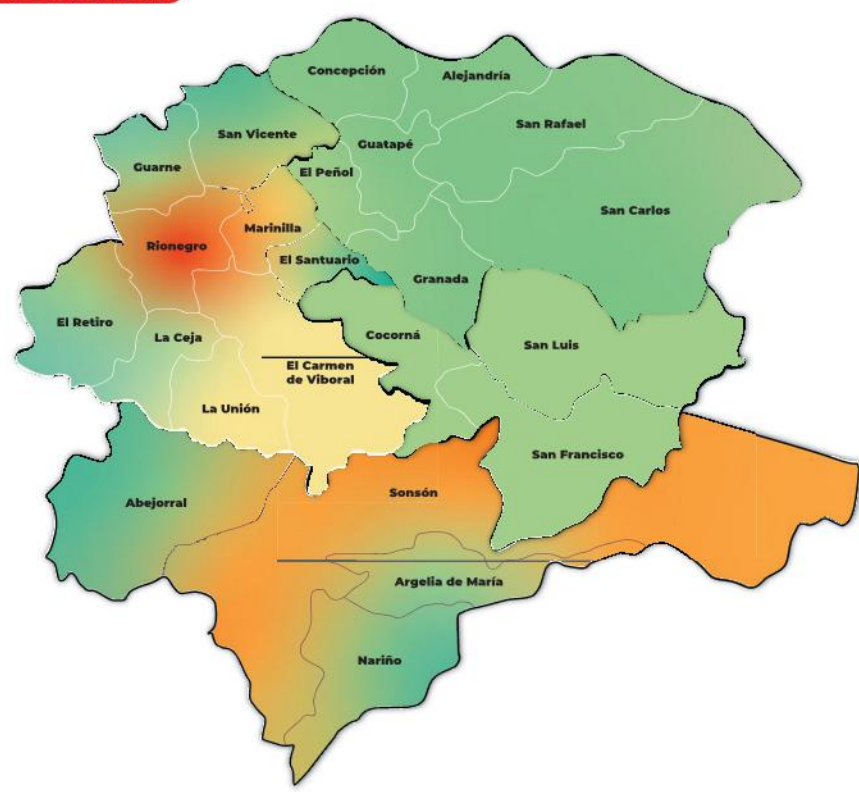 Concepción
Alejandría
San Vicente
San Rafael
Guatapé
Guarne
El Peñol
San Carlos
Marinilla
Rionegro
El Santuario
Granada
El Retiro
La Ceja
Cocorná
San Luis
El Carmen
de Viboral
La Unión
San Francisco
Sonsón
Abejorral
Argelia de María
Nariño